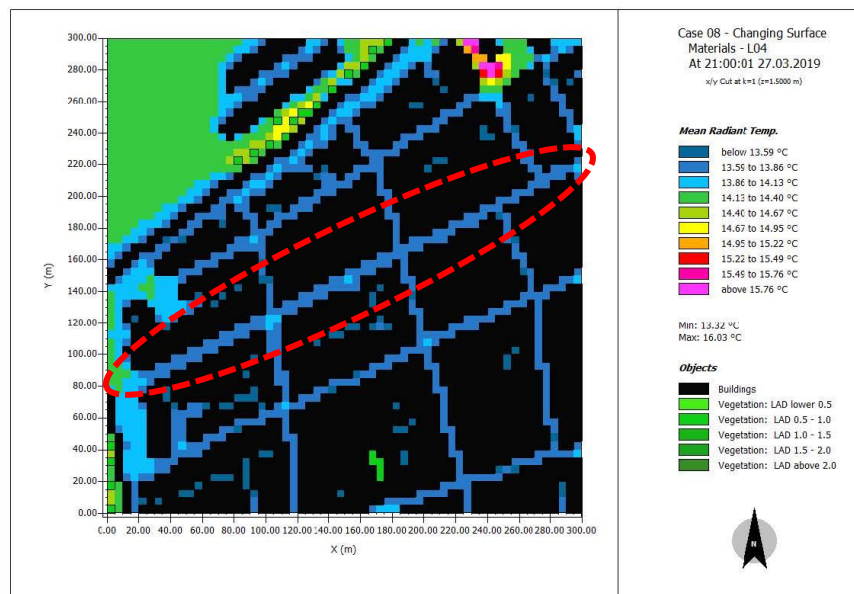 Case 08 - Changing Surface
Materials - L04
At 21:00:01 27.03.2019
x/y Cut at k=1 (z=1.5000 m)
Mean Radiant Temp.
below 13.59 °C
13.59 to 13.86 °C
13.86 to 14.13 °C
14.13 to 14.40 °C
14.40 to 14.67 °C
14.67 to 14.95 °C
14.95 to 15.22 °C
15.22 to 15.49 °C
15.49 to 15.76 °C
above 15.76 °C
Min: 13.32 °C
Max: 16.03 °C
Objects
Buildings
Vegetation: LAD lower 0.5
Vegetation: LAD 0.5 - 1.0
Vegetation: LAD 1.0 - 1.5
Vegetation: LAD 1.5 - 2.0
Vegetation: LAD above 2.0
N
300.00
280.00
260.00
240.00
220.00
200.00
180.00
160.00
140.00
120.00
100.00
80.00
60.00
40.00
20.00
0.00
Y (m)
0.00 20.00 40.00 60.00 80.00 100.00 120.00 140.00 160.00 180.00 200.00 220.00 240.00 260.00 280.00 300.00
X (m)